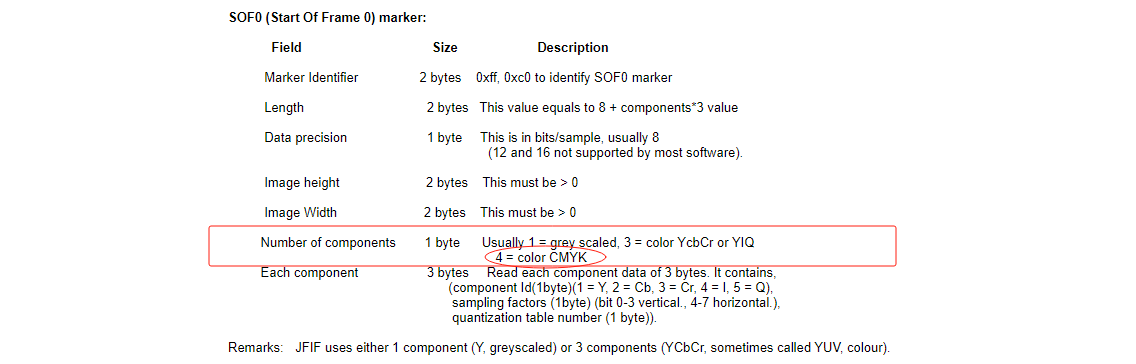 SOF0 (Start Of Frame 0) marker:
Field Size Description
Marker Identifier 2 bytes 0xff, 0xc0 to identify SOF0 marker
Length 2 bytes This value equals to 8 + components*3 value
Data precision 1 byte This is in bits/sample, usually 8
(12 and 16 not supported by most software).
Image height 2 bytes This must be > 0
Image Width 2 bytes This must be > 0
Number of components 1 byte Usually 1 = grey scaled, 3 = color YcbCr or YIQ
4 = color CMYK
Each component 3 bytes Read each component data of 3 bytes. It contains,
(component Id(1byte)(1 = Y, 2 = Cb, 3 = Cr, 4 = I, 5 = Q),
sampling factors (1byte) (bit 0-3 vertical., 4-7 horizontal.),
quantization table number (1 byte)).
Remarks: JFIF uses either 1 component (Y, greyscaled) or 3 components (YCbCr, sometimes called YUV, colour).